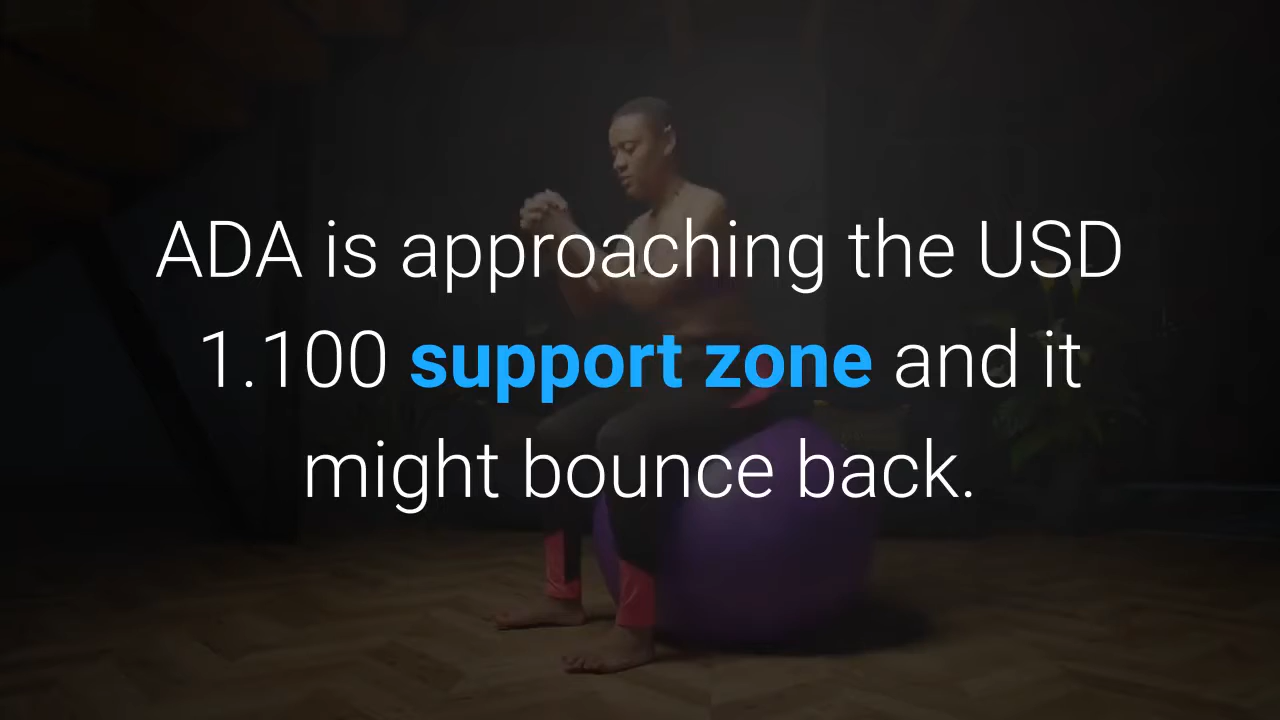 ADA is approaching the USD
1.100 support zone and it
might bounce back.